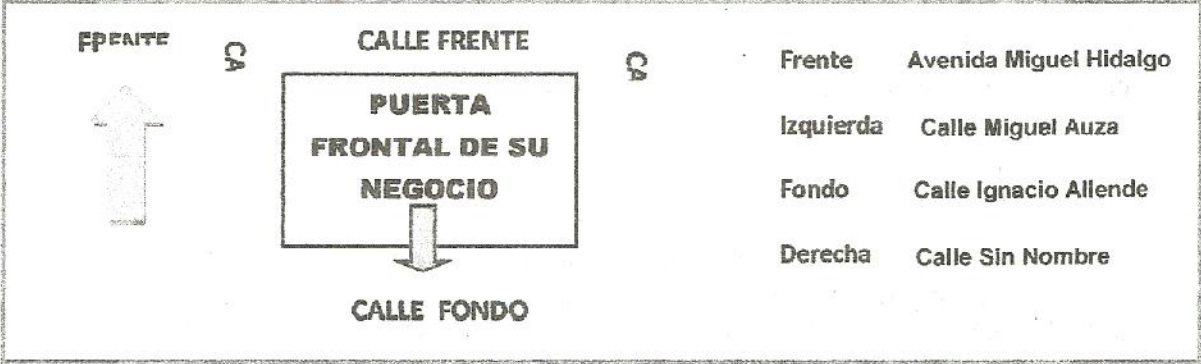 FRENTE
CA
CALLE FRENTE
CA
PUERTA
FRONTAL DE SU
NEGOCIO
CALLE FONDO
Frente Avenida Miguel Hidalgo
Izquierda Calle Miguel Auza
Fondo Calle Ignacio Allende
Derecha Calle Sin Nombre